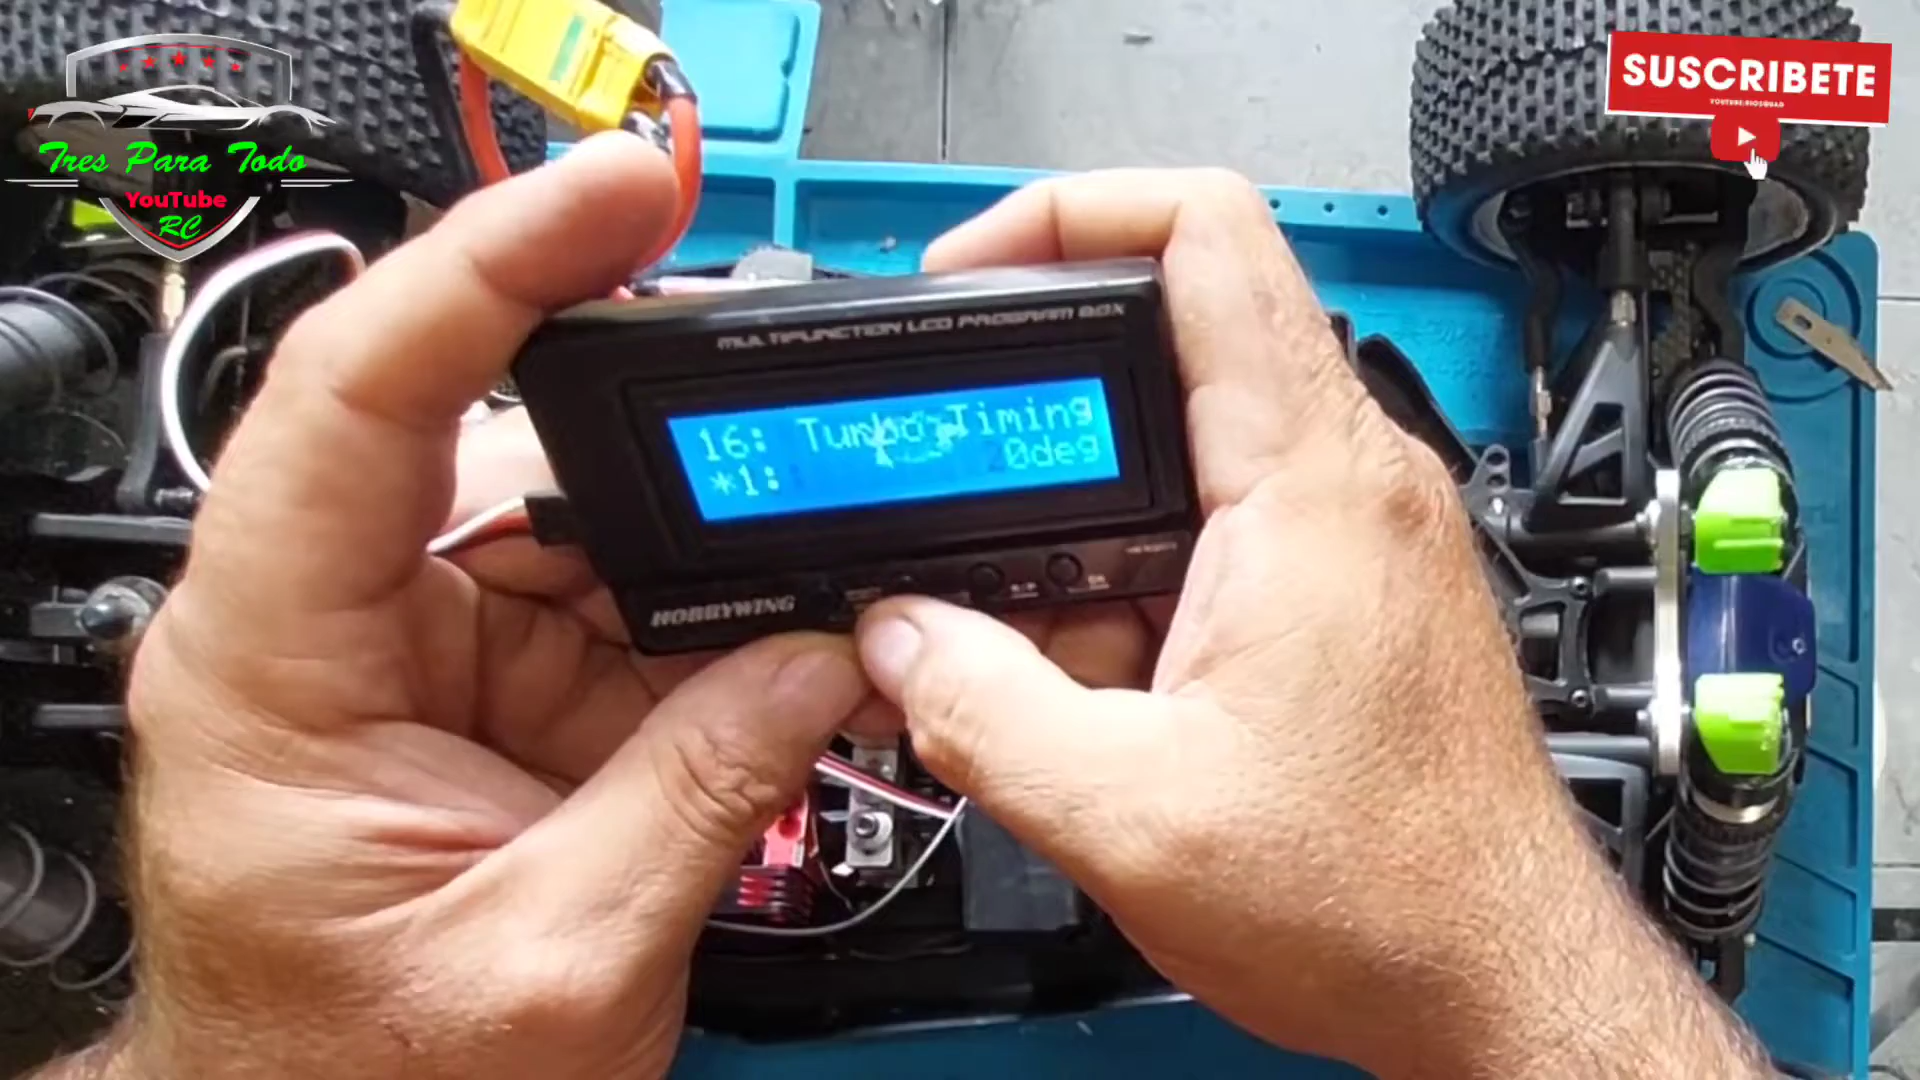 Tres Para Todo
YouTube
RC
SUSCRIBETE
MULTIFUNCTION LCD PROGRAM BOX
16: Turbo Timing
*1: 0deg
HOBBYWING